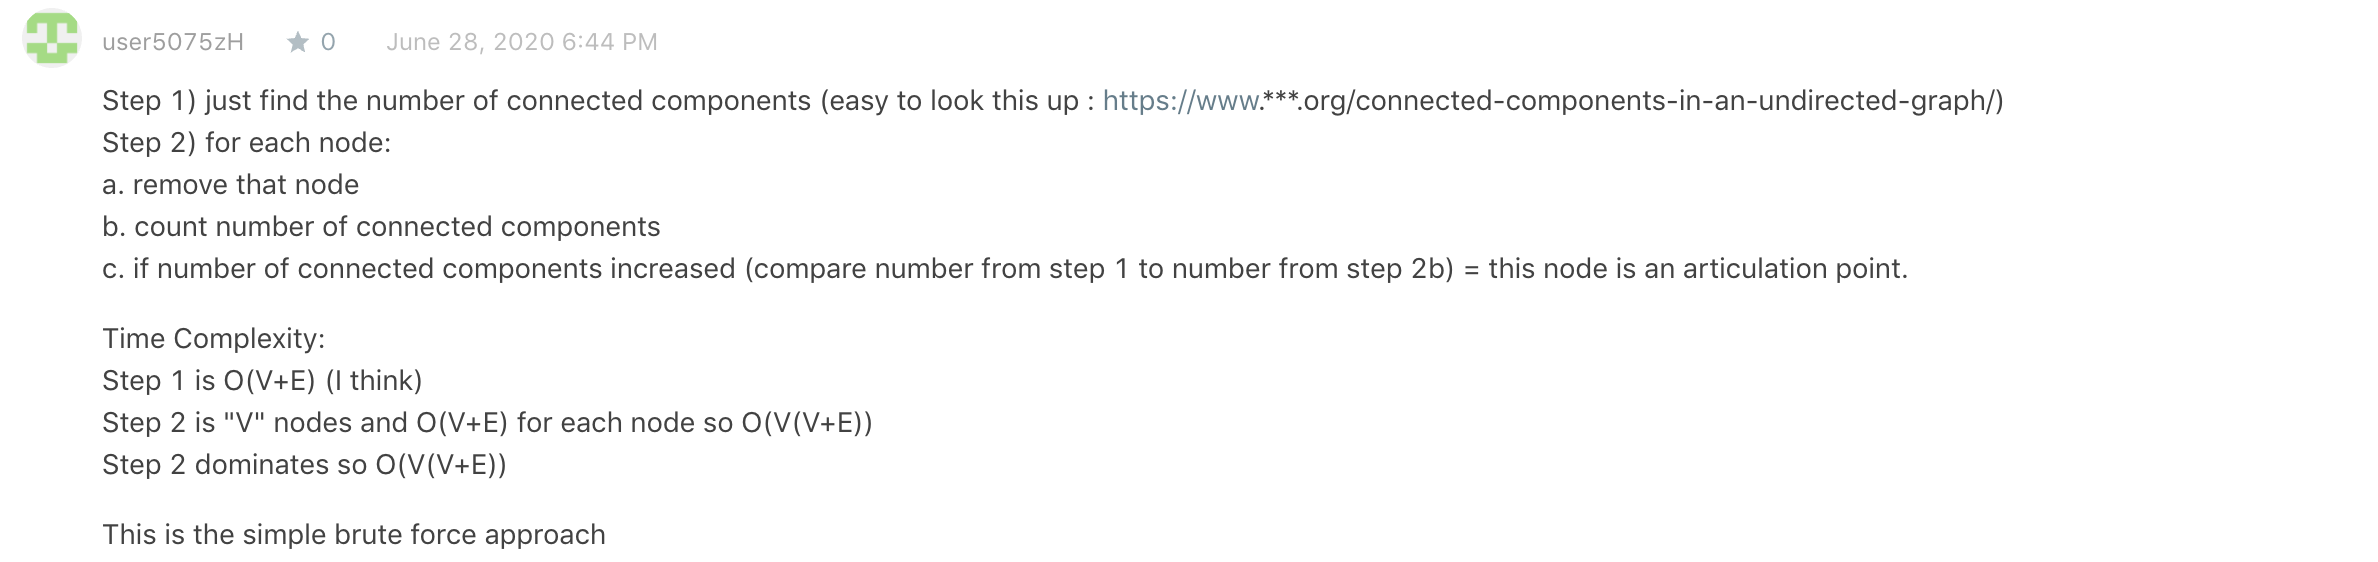 user5075zH ★ 0 June 28, 2020 6:44 PM
Step 1) just find the number of connected components (easy to look this up : https://www.***.org/connected-components-in-an-undirected-graph/)
Step 2) for each node:
a. remove that node
b. count number of connected components
c. if number of connected components increased (compare number from step 1 to number from step 2b) = this node is an articulation point.
Time Complexity:
Step 1 is O(V+E) (I think)
Step 2 is "V" nodes and O(V+E) for each node so O(V(V+E))
Step 2 dominates so O(V(V+E))
This is the simple brute force approach